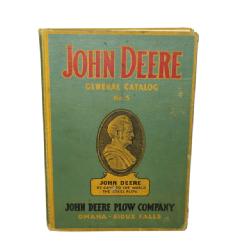 JOHN DEERE
GENERAL CATALOG
No. 5
JOHN DEERE
HE GAVE TO THE WORLD
THE STEEL PLOW
JOHN DEERE PLOW COMPANY
OMAHA - SIOUX FALLS